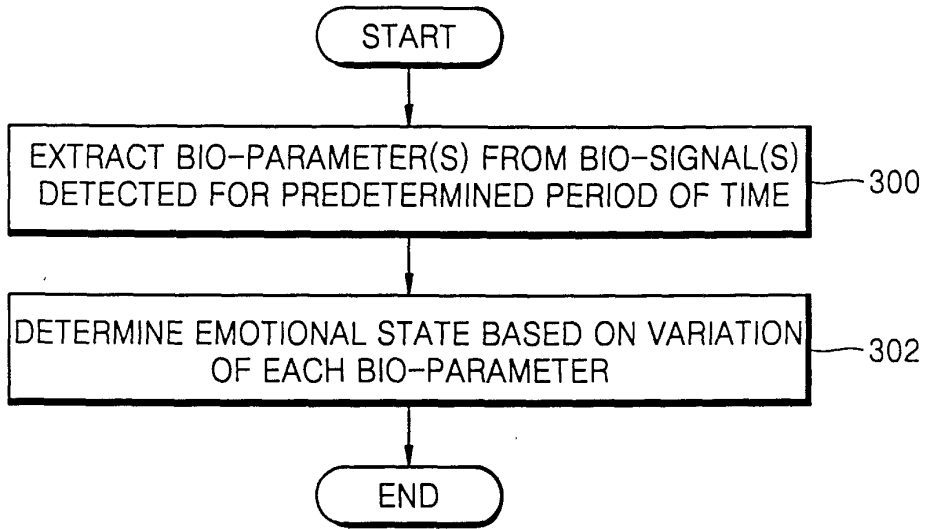 START
EXTRACT BIO-PARAMETER(S) FROM BIO-SIGNAL(S)
DETECTED FOR PREDETERMINED PERIOD OF TIME
300
DETERMINE EMOTIONAL STATE BASED ON VARIATION
OF EACH BIO-PARAMETER
302
END